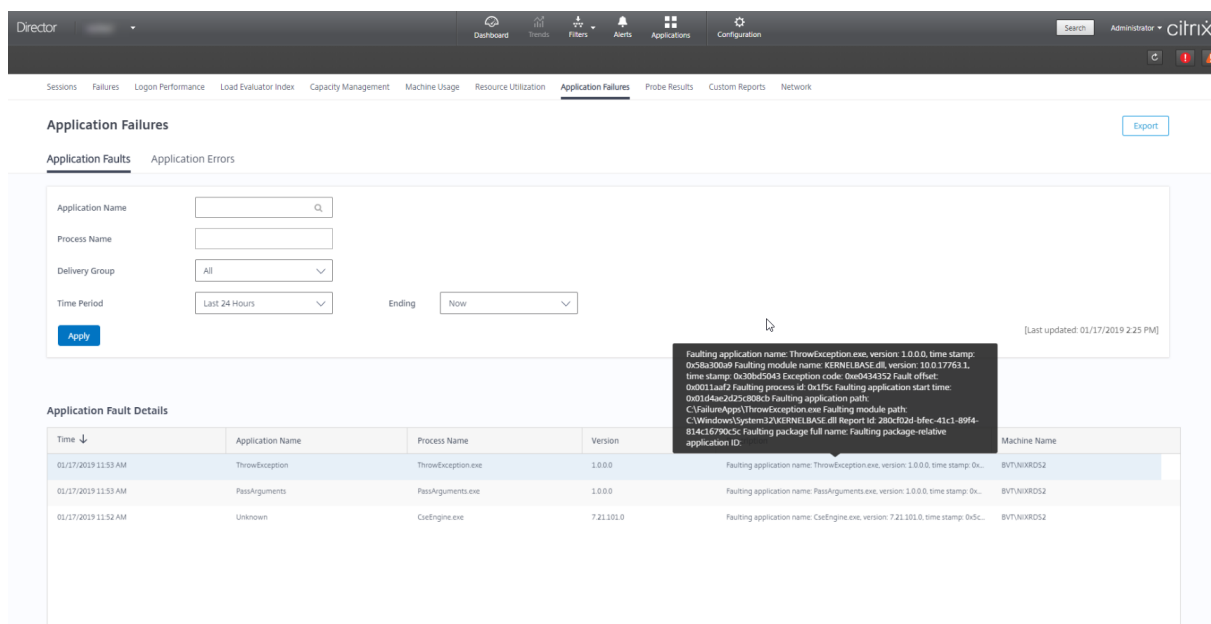 Director
Dashboard Trends Filters Alerts Applications Configuration
Search Administrator citrix
Sessions Failures Logon Performance Load Evaluator Index Capacity Management Machine Usage Resource Utilization Application Failures Probe Results Custom Reports Network
Application Failures
Export
Application Faults Application Errors
Application Name
Process Name
Delivery Group All
Time Period Last 24 Hours Ending Now
Apply
[Last updated: 01/17/2019 2:25 PM]
Faulting application name: ThrowException.exe, version: 1.0.0.0, time stamp:
0x58a300a9 Faulting module name: KERNELBASE.dll, version: 10.0.17763.1,
time stamp: 0x30bd5043 Exception code: 0xe0434352 Fault offset:
0x0011aaf2 Faulting process id: 0x1f5c Faulting application start time:
0x01d4ae2d25c808cb Faulting application path:
C:\FailureApps\ThrowException.exe Faulting module path:
C:\Windows\System32\KERNELBASE.dll Report Id: 280cf02d-bfec-41c1-89f4-
814c16790c5c Faulting package full name: Faulting package-relative
application ID:
Application Fault Details
Time Application Name Process Name Version Machine Name
01/17/2019 11:53 AM ThrowException ThrowException.exe 1.0.0.0 Faulting application name: ThrowException.exe, version: 1.0.0.0, time stamp: 0x... BVT\NIXRDS2
01/17/2019 11:53 AM PassArguments PassArguments.exe 1.0.0.0 Faulting application name: PassArguments.exe, version: 1.0.0.0, time stamp: 0x... BVT\NIXRDS2
01/17/2019 11:52 AM Unknown CseEngine.exe 7.21.101.0 Faulting application name: CseEngine.exe, version: 7.21.101.0, time stamp: 0x5c... BVT\NIXRDS2